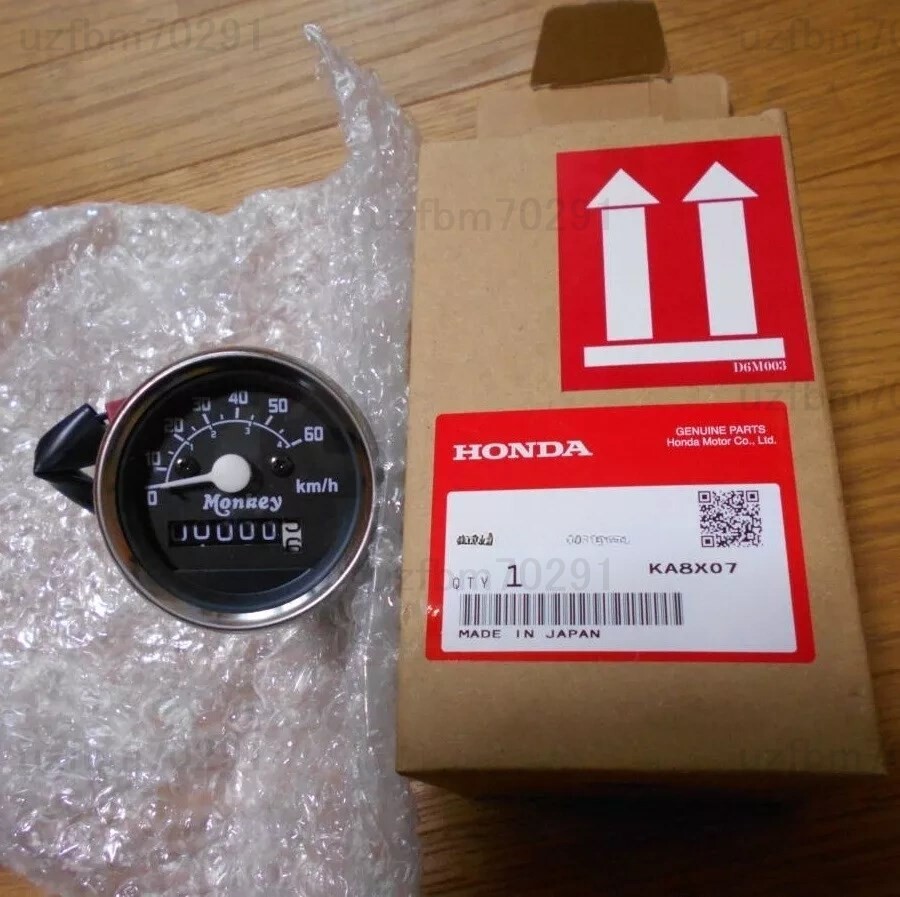 uzfbm70291
uzfbm70291
D6M003
HONDA
GENUINE PARTS
Honda Motor Co., Ltd.
QTY 1
KA8X07
MADE IN JAPAN
0 10 20 30 40 50 60
1 2 3 4
km/h
Monkey
uzfbm70291
uzfbm70291
uzfbm70291